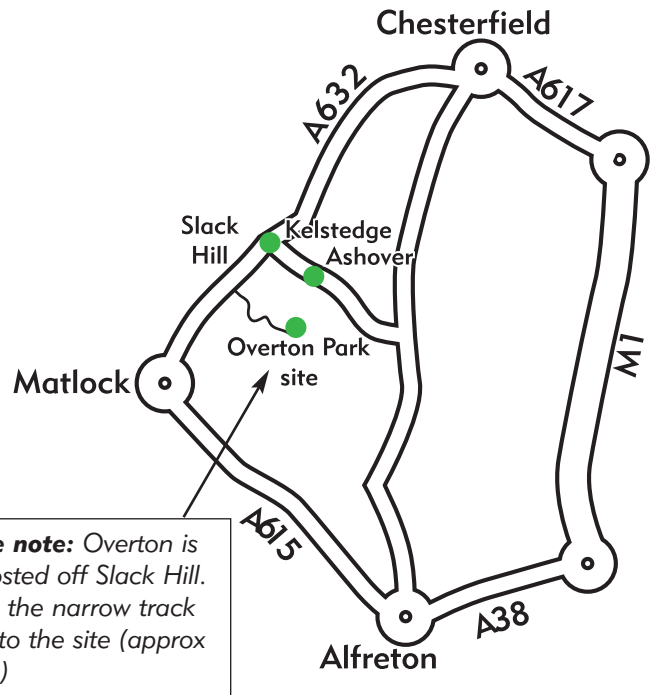 Chesterfield
A632
A617
Slack
Hill
Kelstedge
Ashover
Overton Park
site
Matlock
M1
note: Overton is
off Slack Hill.
the narrow track
to the site (approx
)
A615
A38
Alfreton